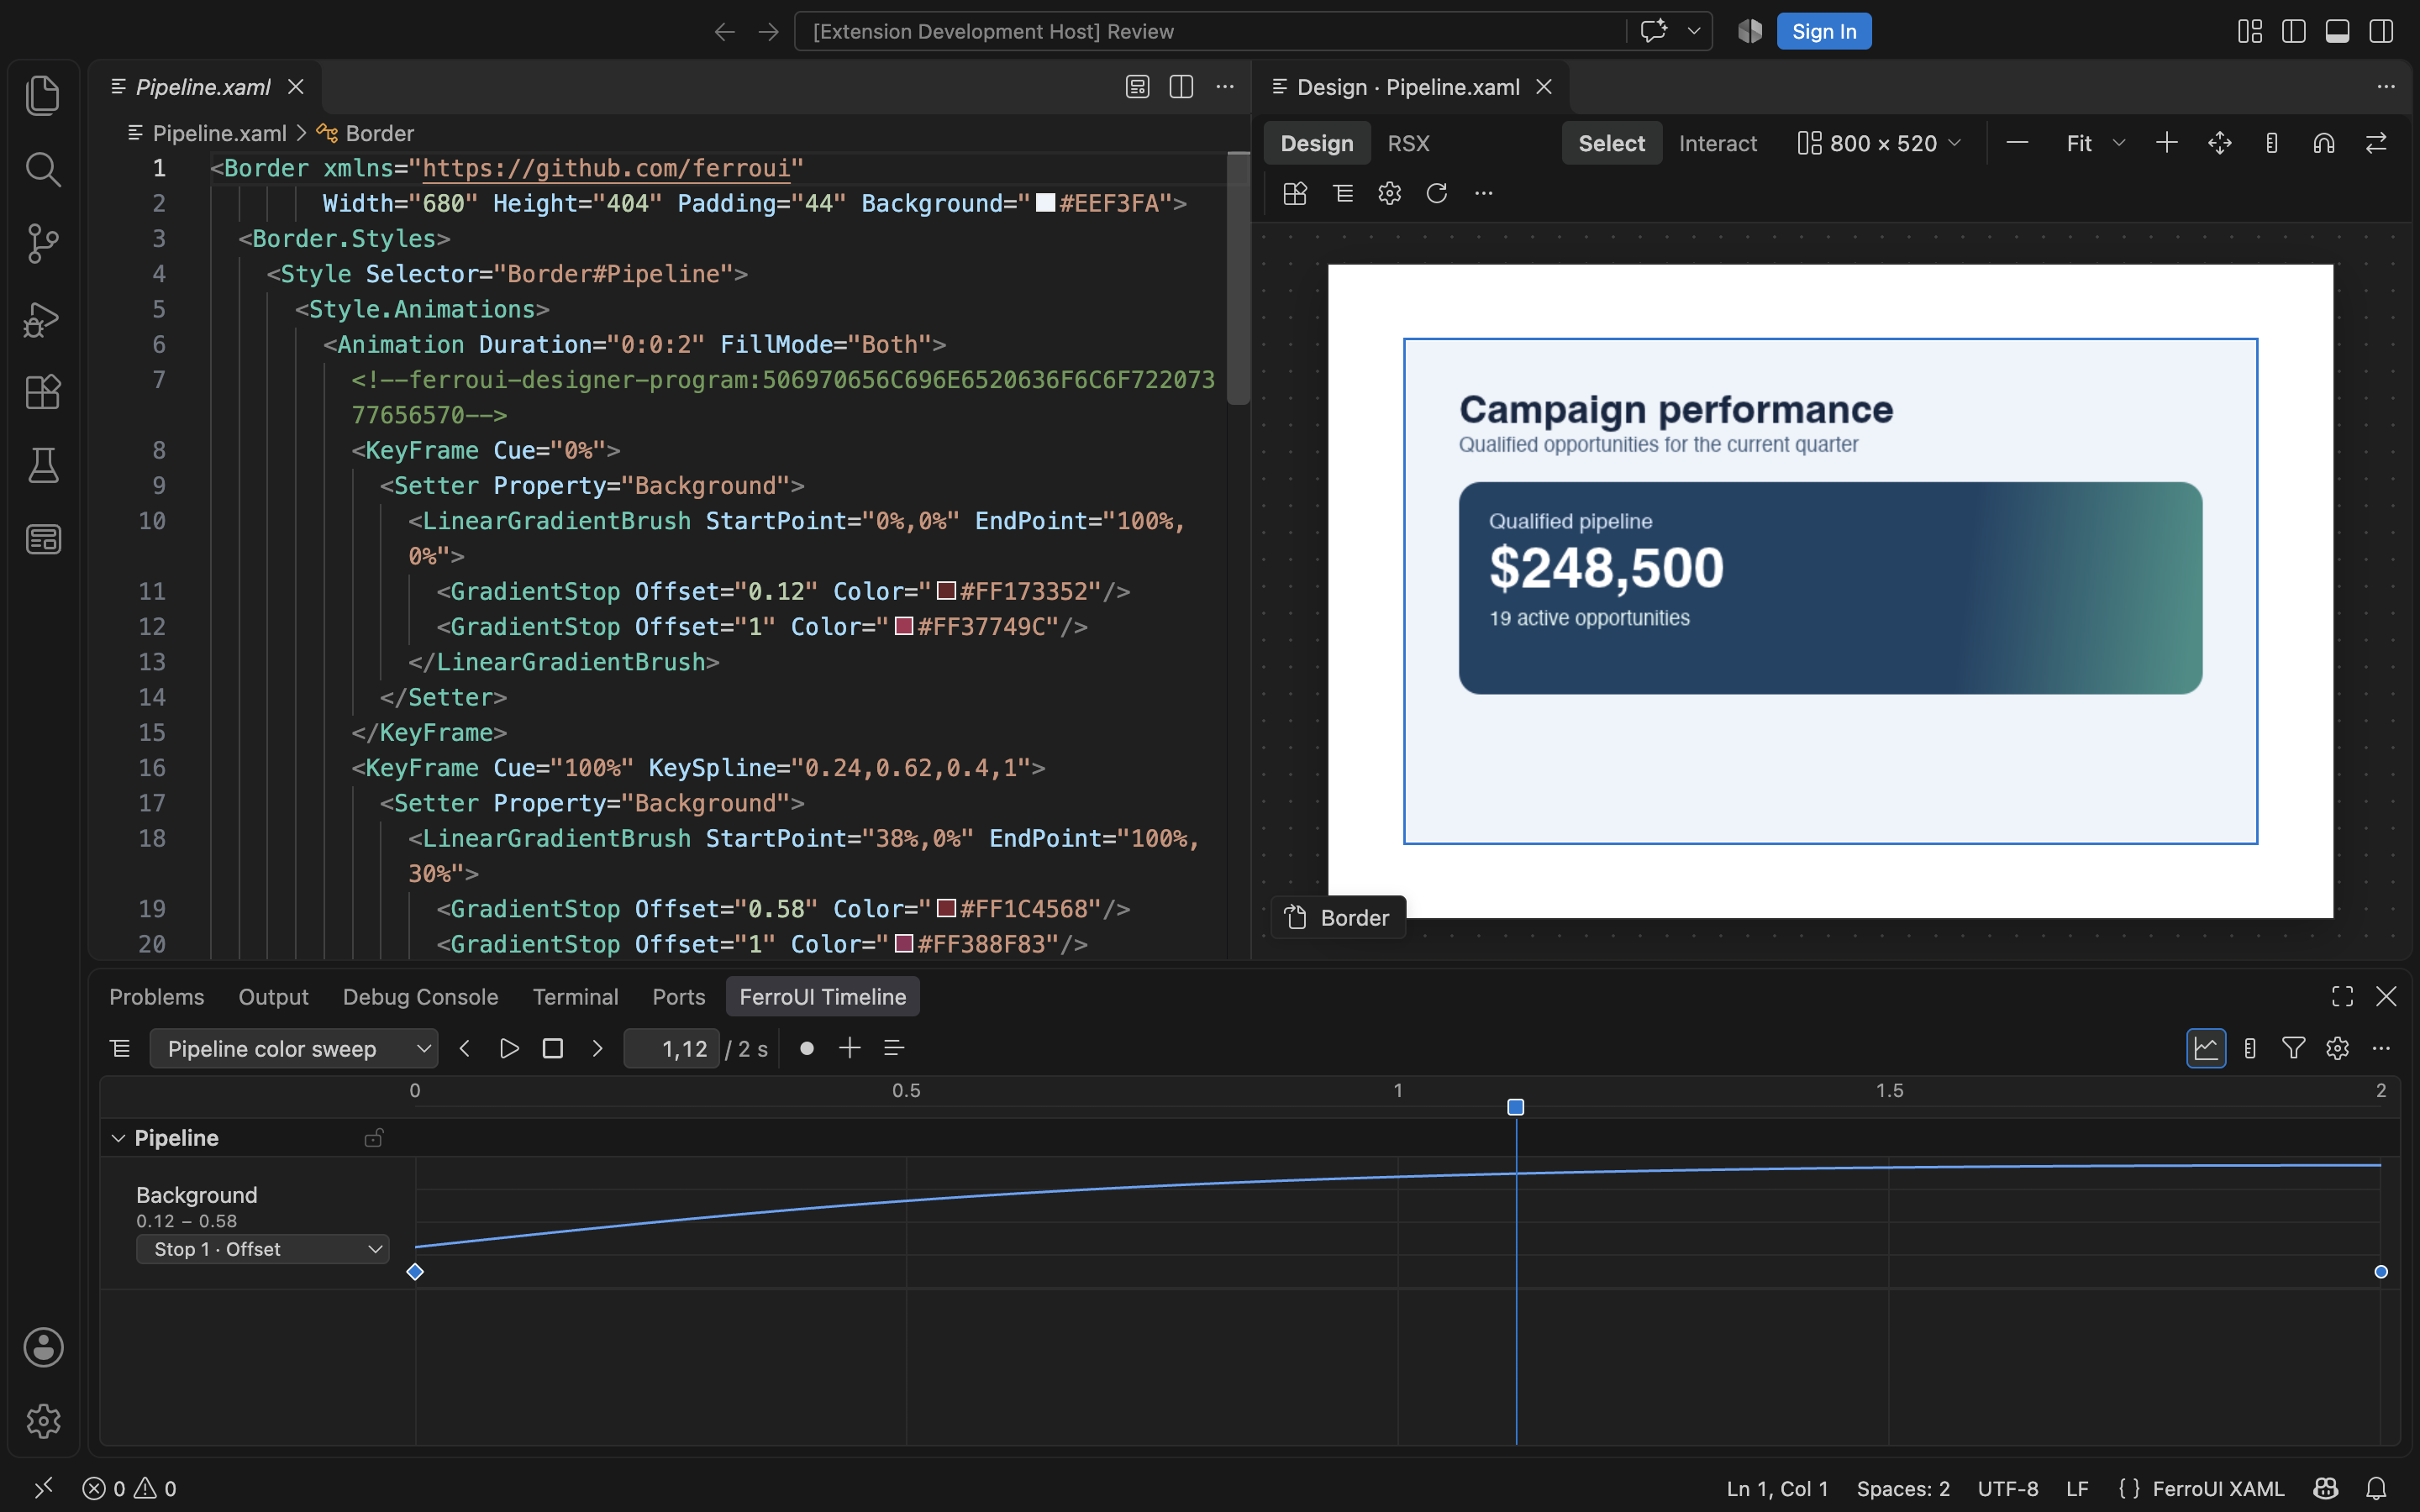 [Extension Development Host] Review
Sign In
Pipeline.xaml
Pipeline.xaml > Border
1 <Border xmlns="https://github.com/ferroui"
2 Width="680" Height="404" Padding="44" Background="#EEF3FA">
3 <Border.Styles>
4 <Style Selector="Border#Pipeline">
5 <Style.Animations>
6 <Animation Duration="0:0:2" FillMode="Both">
7 <!--ferroui-designer-program:506970656C696E6520636F6C6F722073
77656570-->
8 <KeyFrame Cue="0%">
9 <Setter Property="Background">
10 <LinearGradientBrush StartPoint="0%,0%" EndPoint="100%,
0%">
11 <GradientStop Offset="0.12" Color="#FF173352"/>
12 <GradientStop Offset="1" Color="#FF37749C"/>
13 </LinearGradientBrush>
14 </Setter>
15 </KeyFrame>
16 <KeyFrame Cue="100%" KeySpline="0.24,0.62,0.4,1">
17 <Setter Property="Background">
18 <LinearGradientBrush StartPoint="38%,0%" EndPoint="100%,
30%">
19 <GradientStop Offset="0.58" Color="#FF1C4568"/>
20 <GradientStop Offset="1" Color="#FF388F83"/>
Design · Pipeline.xaml
Design RSX Select Interact 800 × 520 Fit
Campaign performance
Qualified opportunities for the current quarter
Qualified pipeline
$248,500
19 active opportunities
Border
Problems Output Debug Console Terminal Ports FerroUI Timeline
Pipeline color sweep 1,12 / 2 s
0 0.5 1 1.5 2
Pipeline
Background
0.12 – 0.58
Stop 1 · Offset
0 0 Ln 1, Col 1 Spaces: 2 UTF-8 LF { } FerroUI XAML